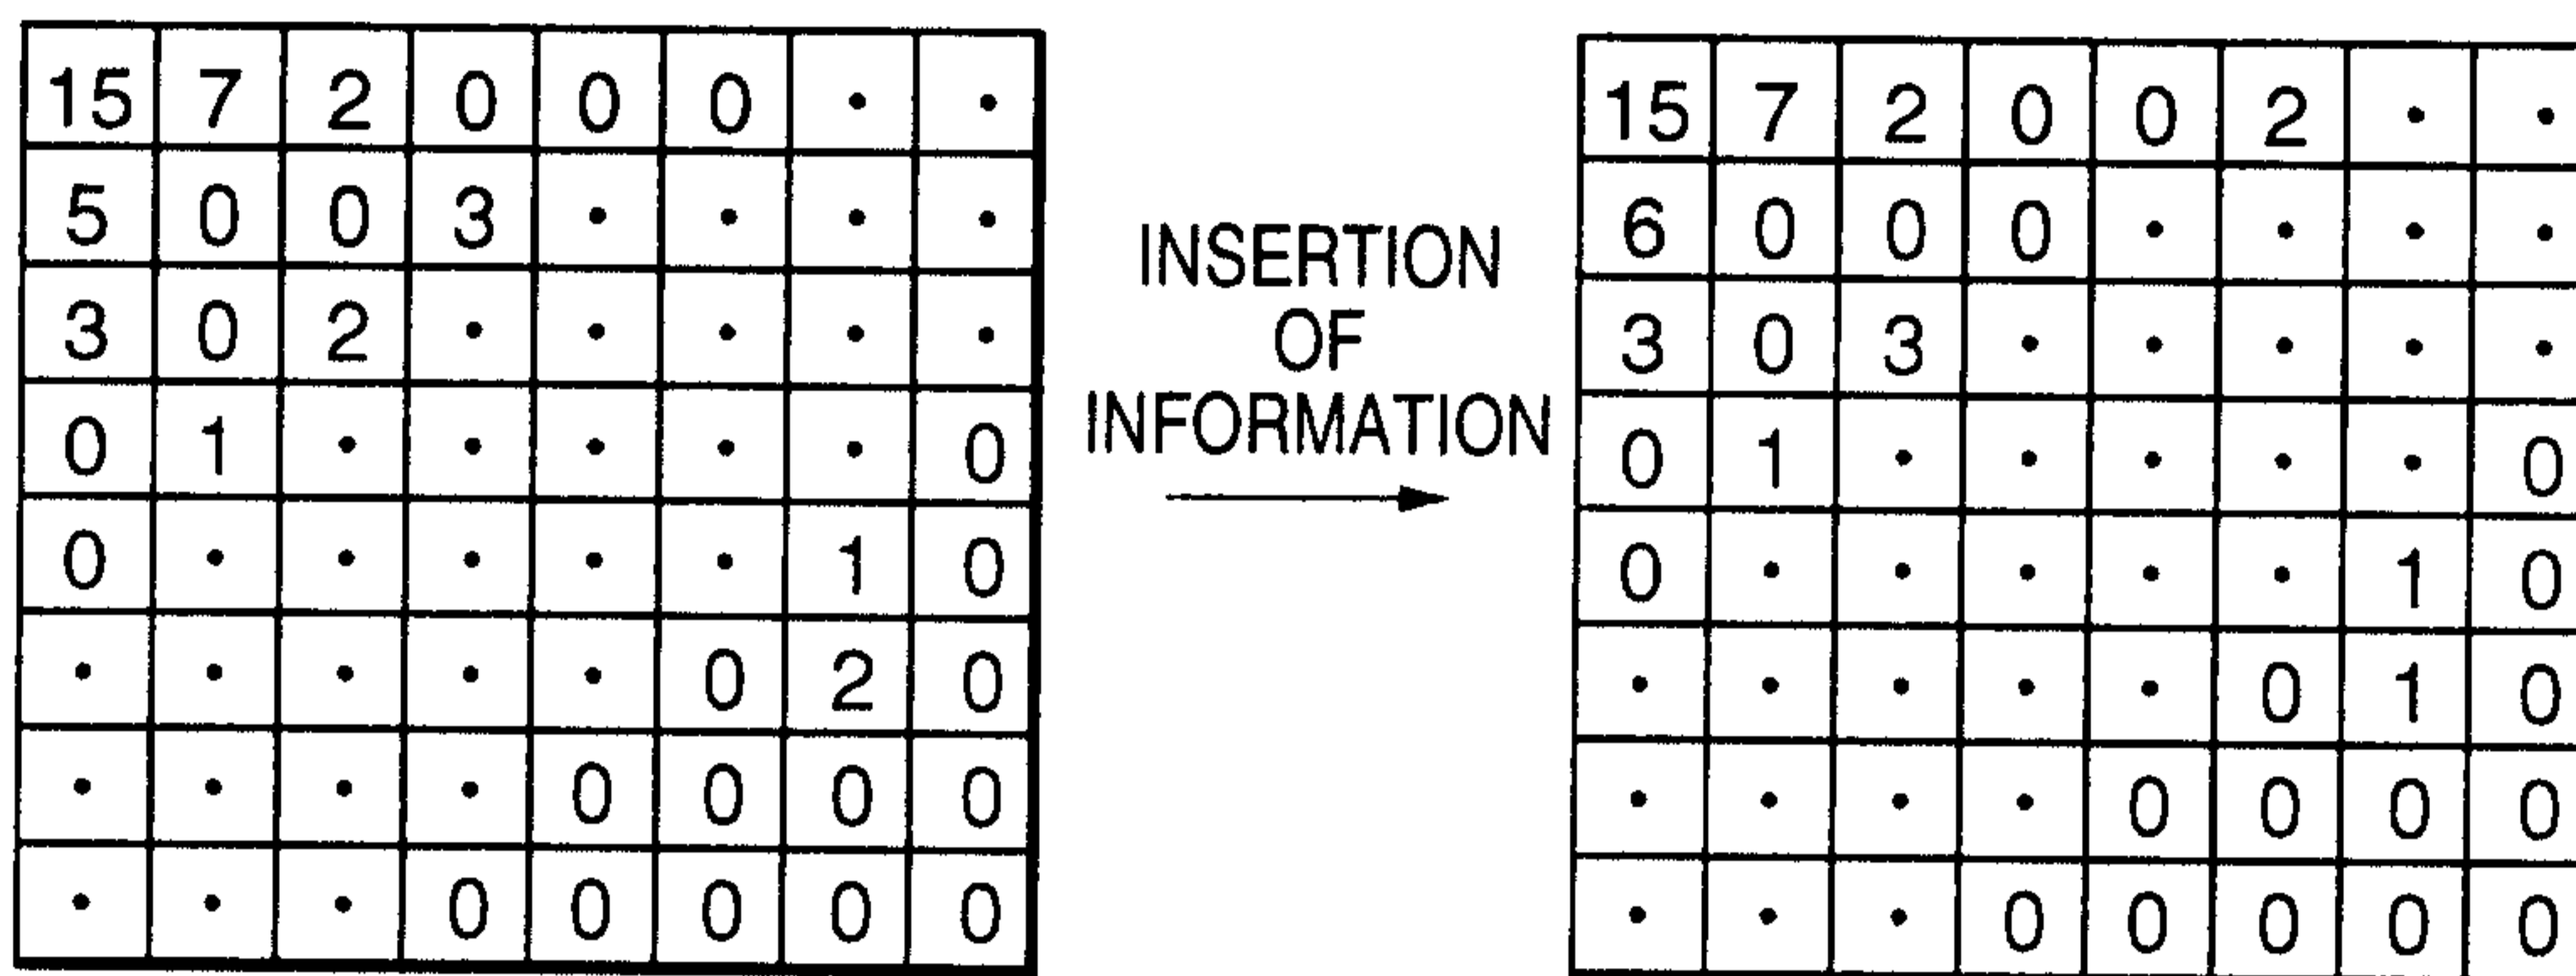 15 7 2 0 0 0 · ·
5 0 0 3 · · · ·
3 0 2 · · · · ·
0 1 · · · · · 0
0 · · · · · 1 0
· · · · · 0 2 0
· · · · 0 0 0 0
· · · 0 0 0 0 0
INSERTION
OF
INFORMATION
15 7 2 0 0 2 · ·
6 0 0 0 · · · ·
3 0 3 · · · · ·
0 1 · · · · · 0
0 · · · · · 1 0
· · · · · 0 1 0
· · · · 0 0 0 0
· · · 0 0 0 0 0